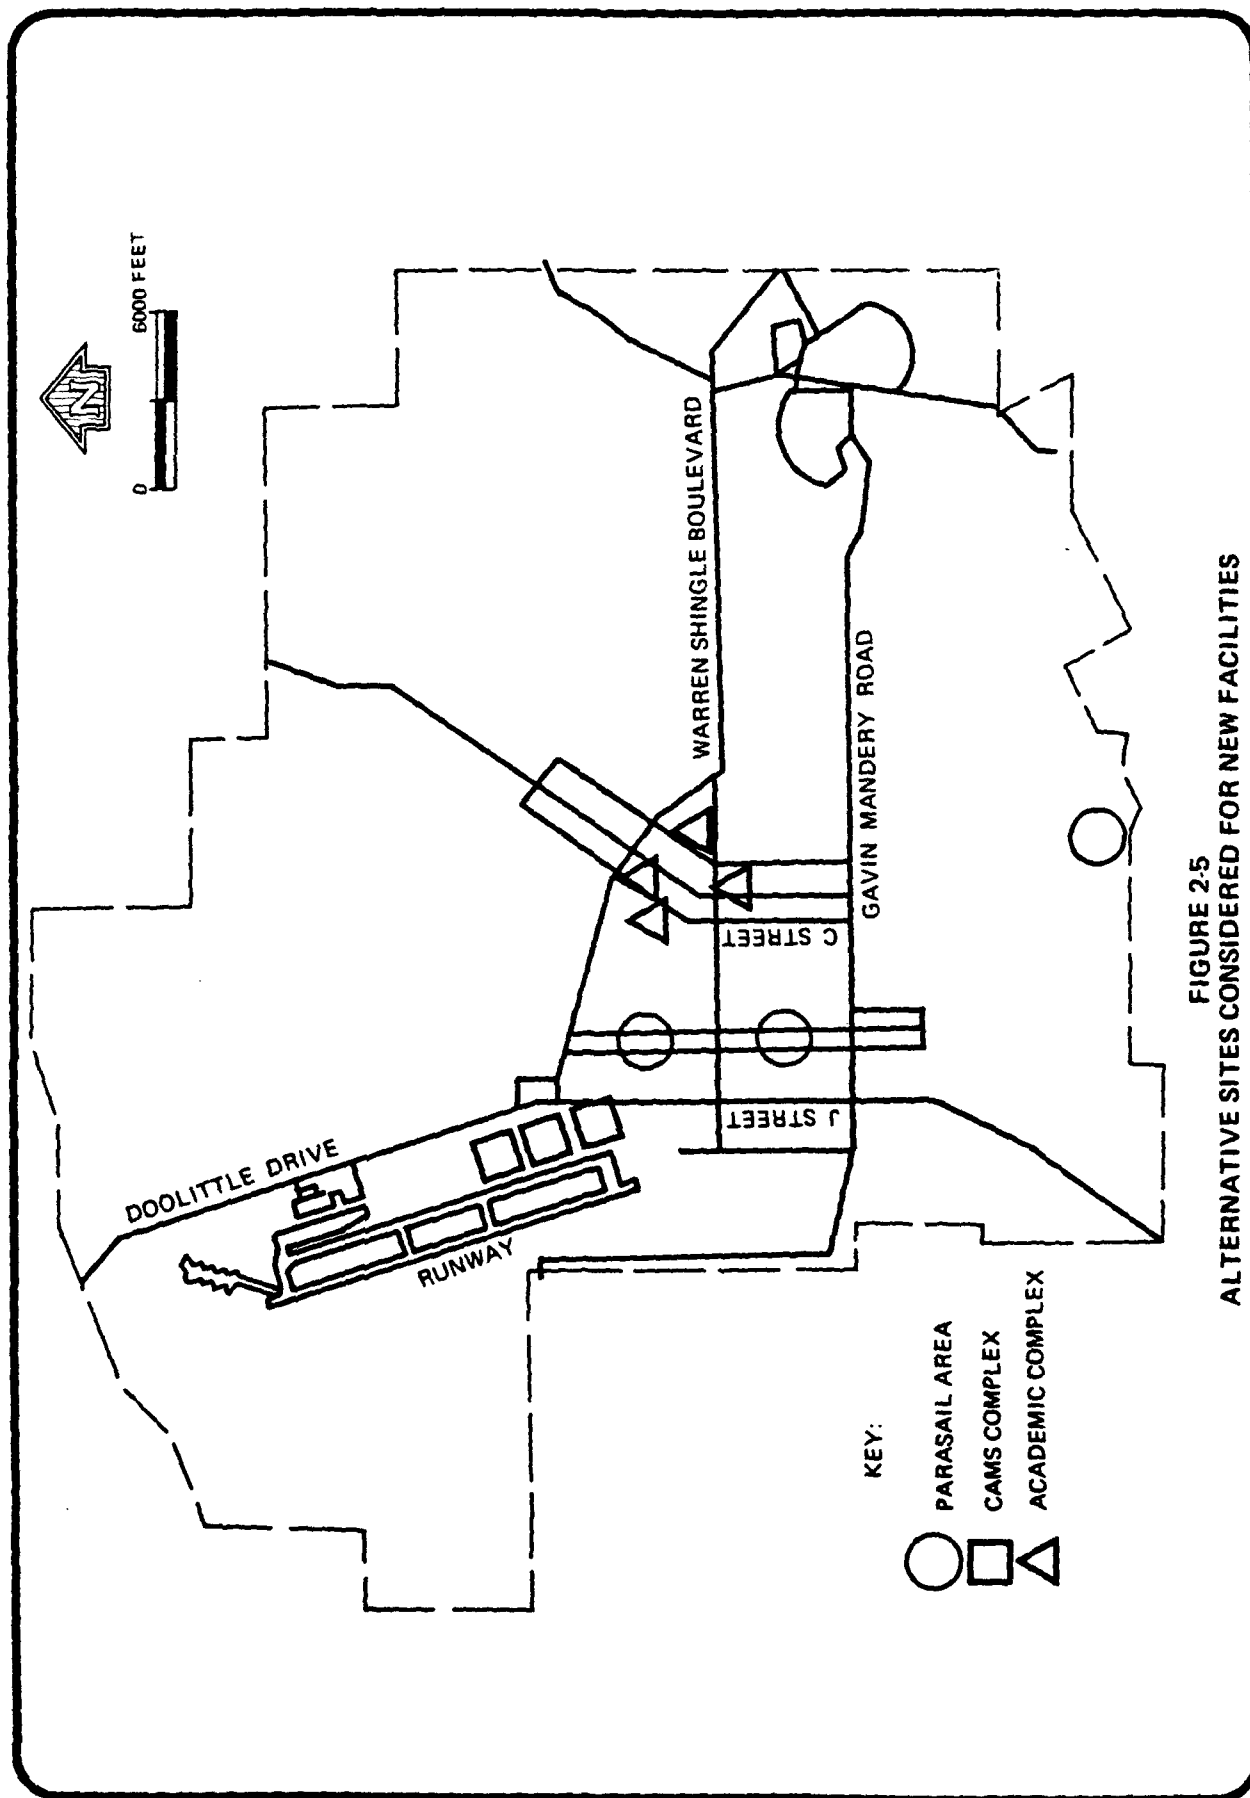 N
0 6000 FEET
DOOLITTLE DRIVE
RUNWAY
WARREN SHINGLE BOULEVARD
J STREET
C STREET
GAVIN MANDERY ROAD
KEY:
PARASAIL AREA
CAMS COMPLEX
ACADEMIC COMPLEX
FIGURE 2-5
ALTERNATIVE SITES CONSIDERED FOR NEW FACILITIES